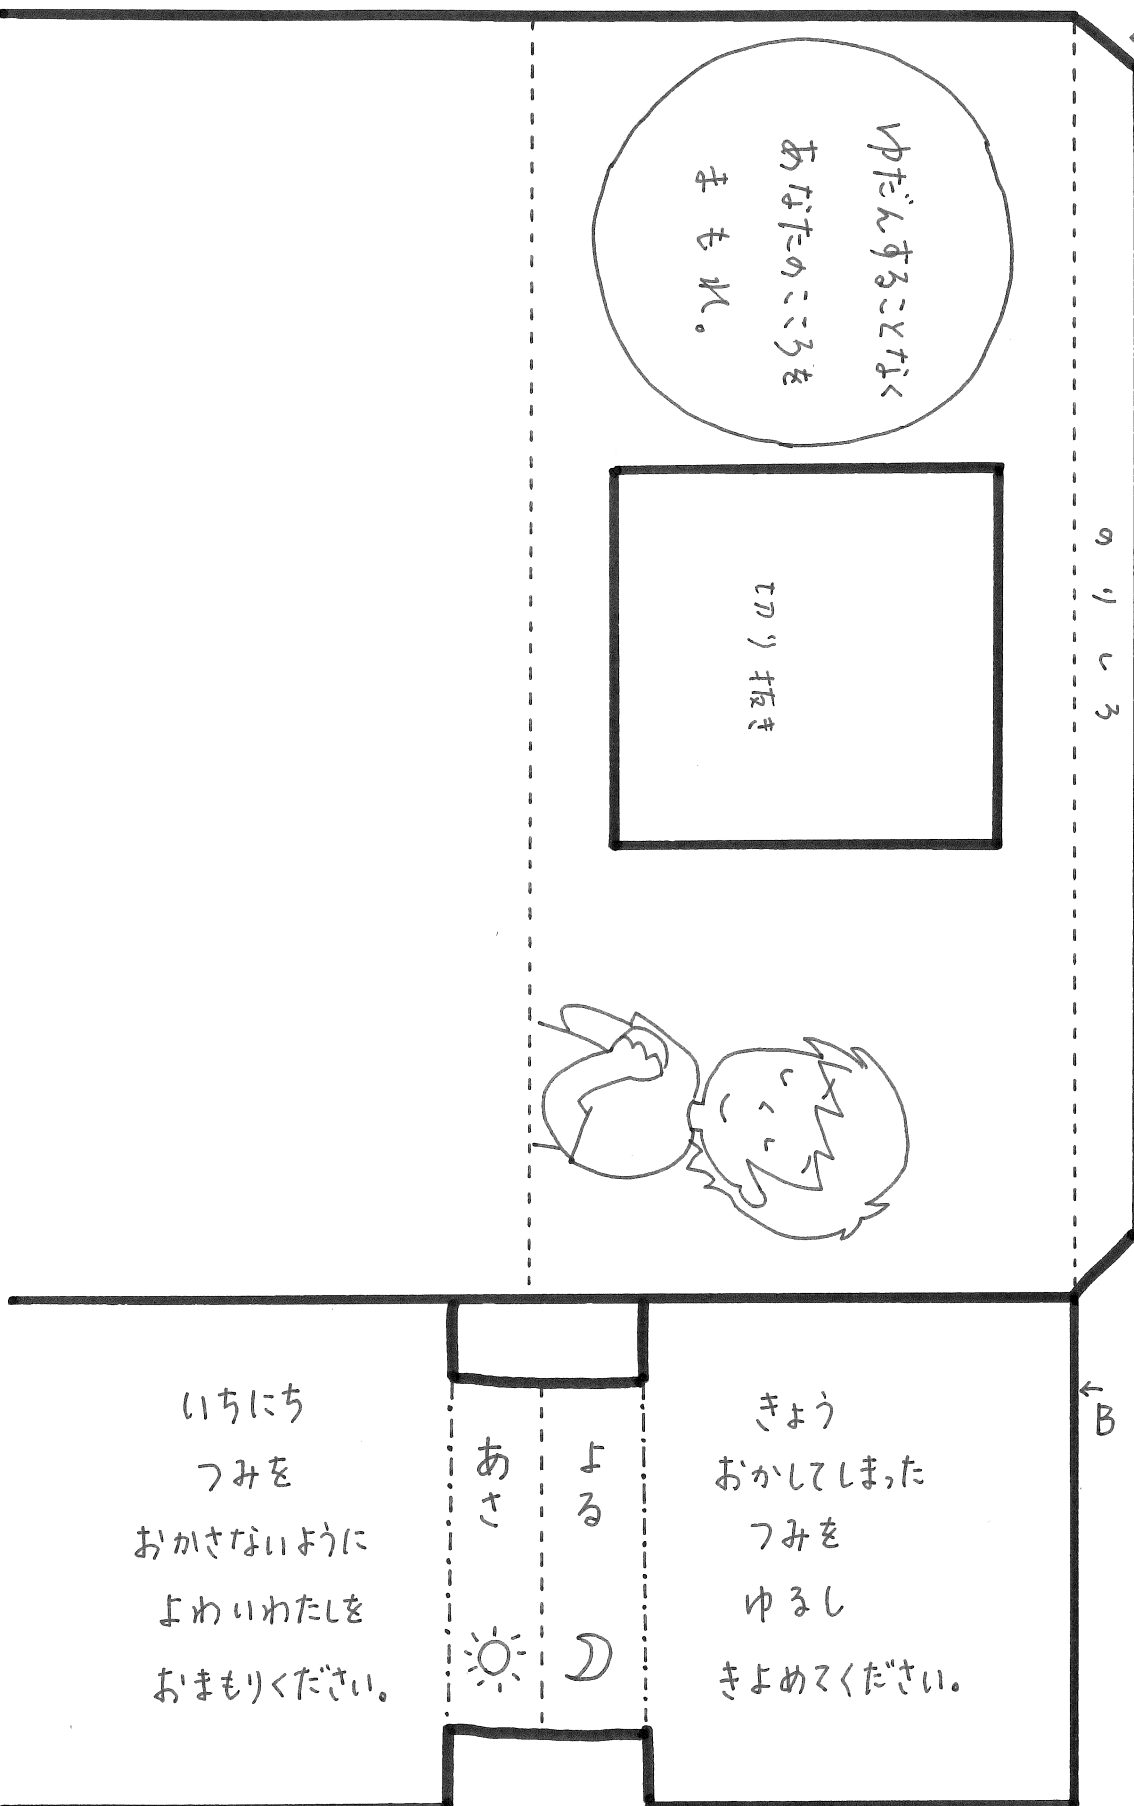 ゆだんすることなく
あなたのこころを
まもれ。
切り抜き
のりしろ
←
B
いちにち
つみを
おかさないように
よわいわたしを
おまもりください。
あさ
よる
きょう
おかしてしまった
つみを
ゆるし
きよめてください。